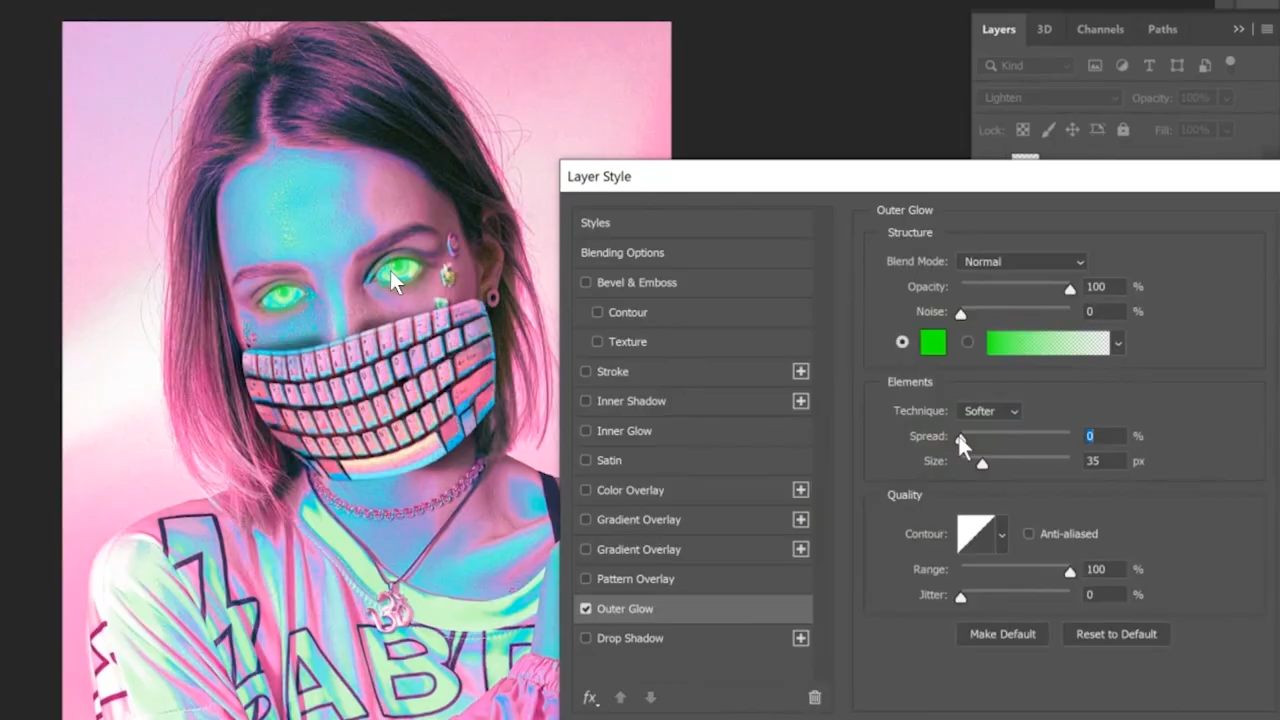 Layers 3D Channels Paths
Kind
Lighten Opacity: 100%
Lock: Fill: 100%
Layer Style
Styles
Blending Options
Bevel & Emboss
Contour
Texture
Stroke
Inner Shadow
Inner Glow
Satin
Color Overlay
Gradient Overlay
Gradient Overlay
Pattern Overlay
Outer Glow
Drop Shadow
fx
Outer Glow
Structure
Blend Mode: Normal
Opacity: 100 %
Noise: 0 %
Elements
Technique: Softer
Spread: 0 %
Size: 35 px
Quality
Contour: Anti-aliased
Range: 100 %
Jitter: 0 %
Make Default Reset to Default